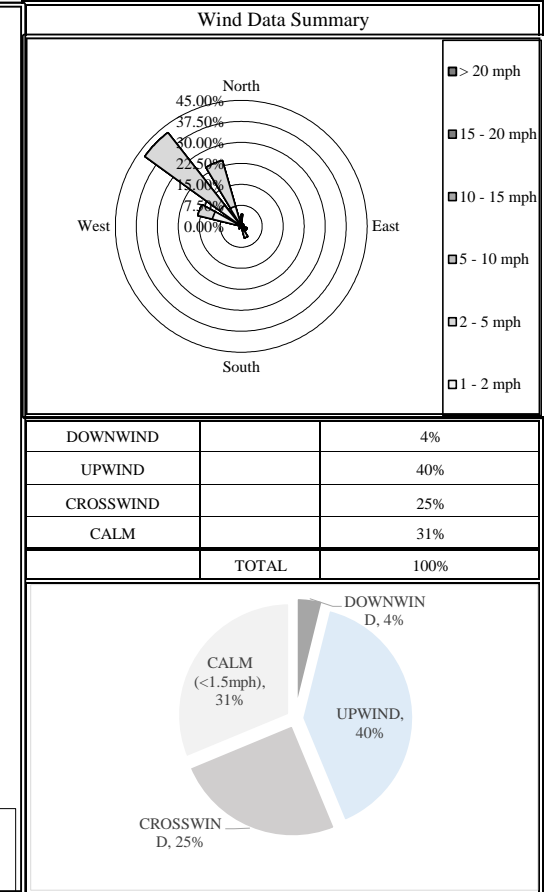 Wind Data Summary
North
45.00%
37.50%
30.00%
22.50%
15.00%
7.50%
0.00%
West
East
South
> 20 mph
15 - 20 mph
10 - 15 mph
5 - 10 mph
2 - 5 mph
1 - 2 mph
DOWNWIND 4%
UPWIND 40%
CROSSWIND 25%
CALM 31%
TOTAL 100%
DOWNWIN
D, 4%
CALM
(<1.5mph),
31%
UPWIND,
40%
CROSSWIN
D, 25%